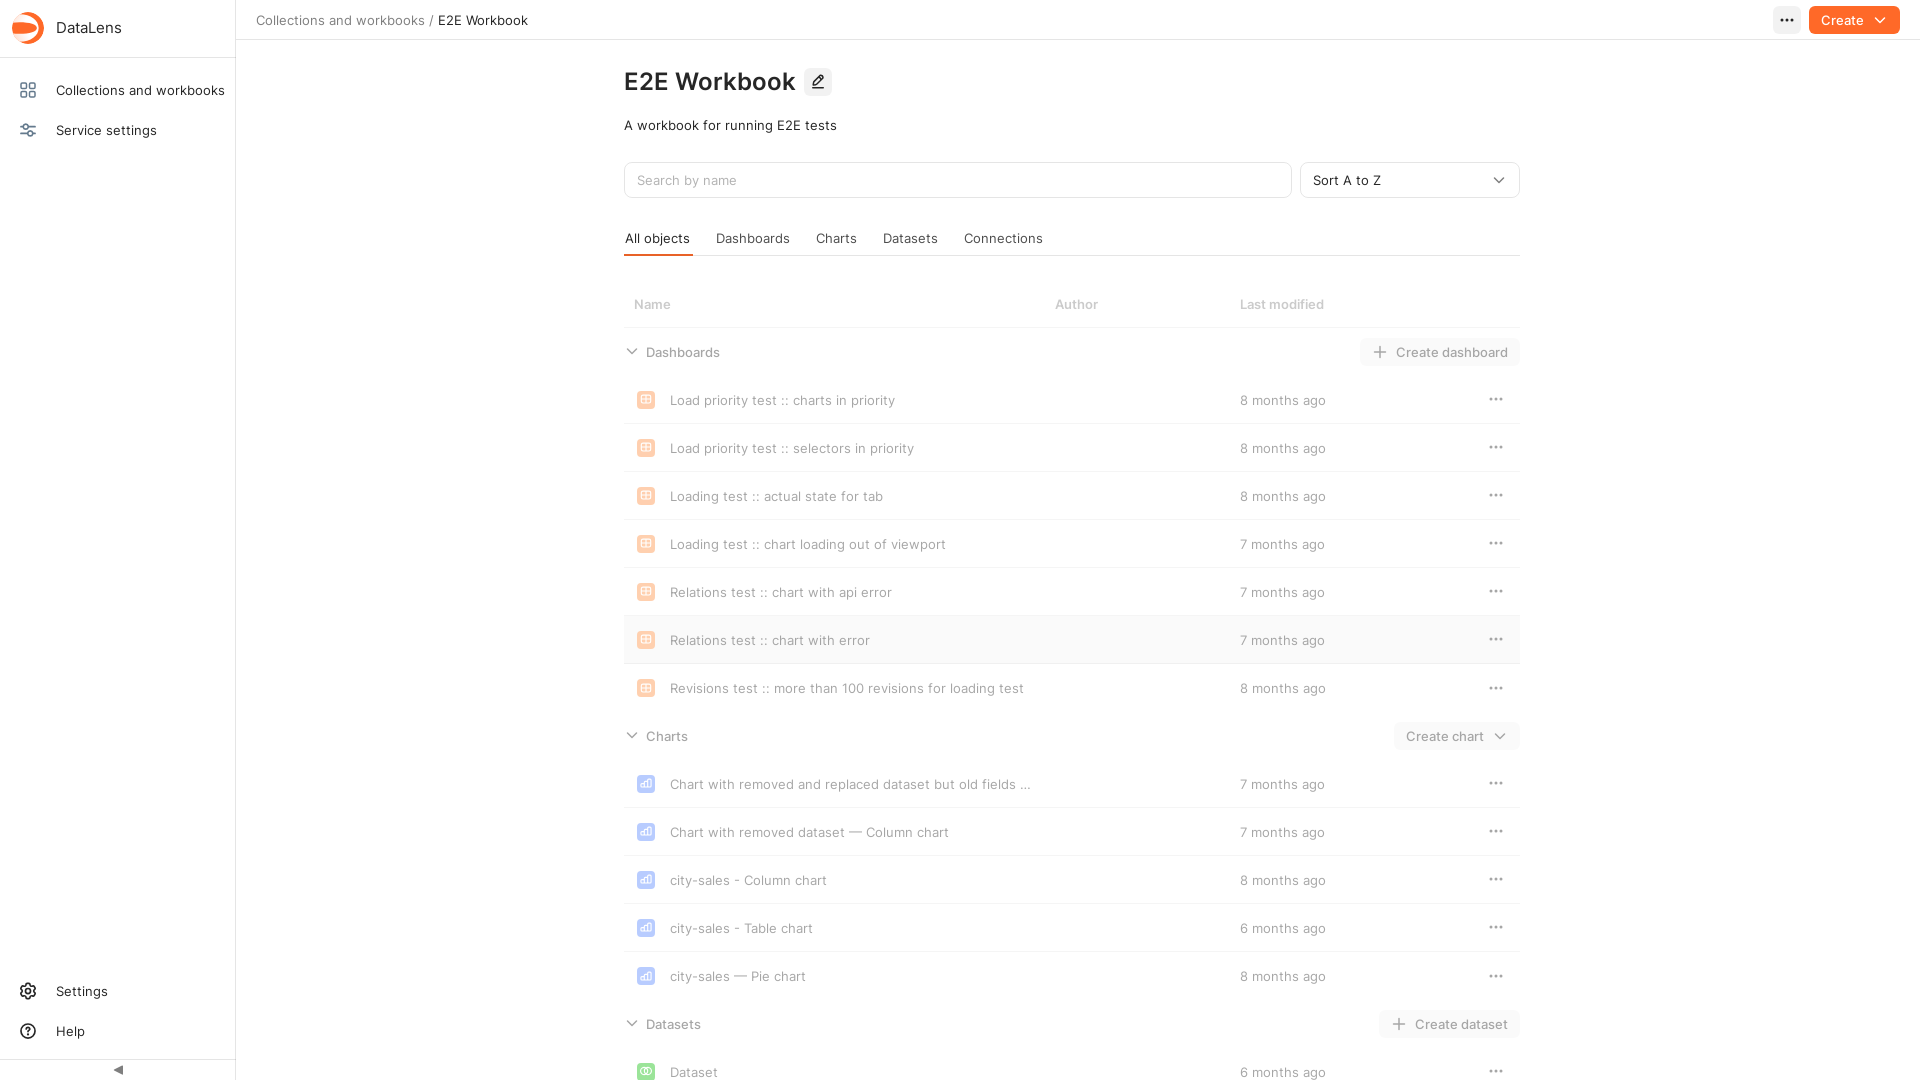 DataLens
Collections and workbooks
Service settings
Settings
Help
Collections and workbooks / E2E Workbook
Create
E2E Workbook
A workbook for running E2E tests
Search by name
Sort A to Z
All objects
Dashboards
Charts
Datasets
Connections
Name Author Last modified
Dashboards
Create dashboard
Load priority test :: charts in priority 8 months ago
Load priority test :: selectors in priority 8 months ago
Loading test :: actual state for tab 8 months ago
Loading test :: chart loading out of viewport 7 months ago
Relations test :: chart with api error 7 months ago
Relations test :: chart with error 7 months ago
Revisions test :: more than 100 revisions for loading test 8 months ago
Charts
Create chart
Chart with removed and replaced dataset but old fields ... 7 months ago
Chart with removed dataset — Column chart 7 months ago
city-sales - Column chart 8 months ago
city-sales - Table chart 6 months ago
city-sales — Pie chart 8 months ago
Datasets
Create dataset
Dataset 6 months ago